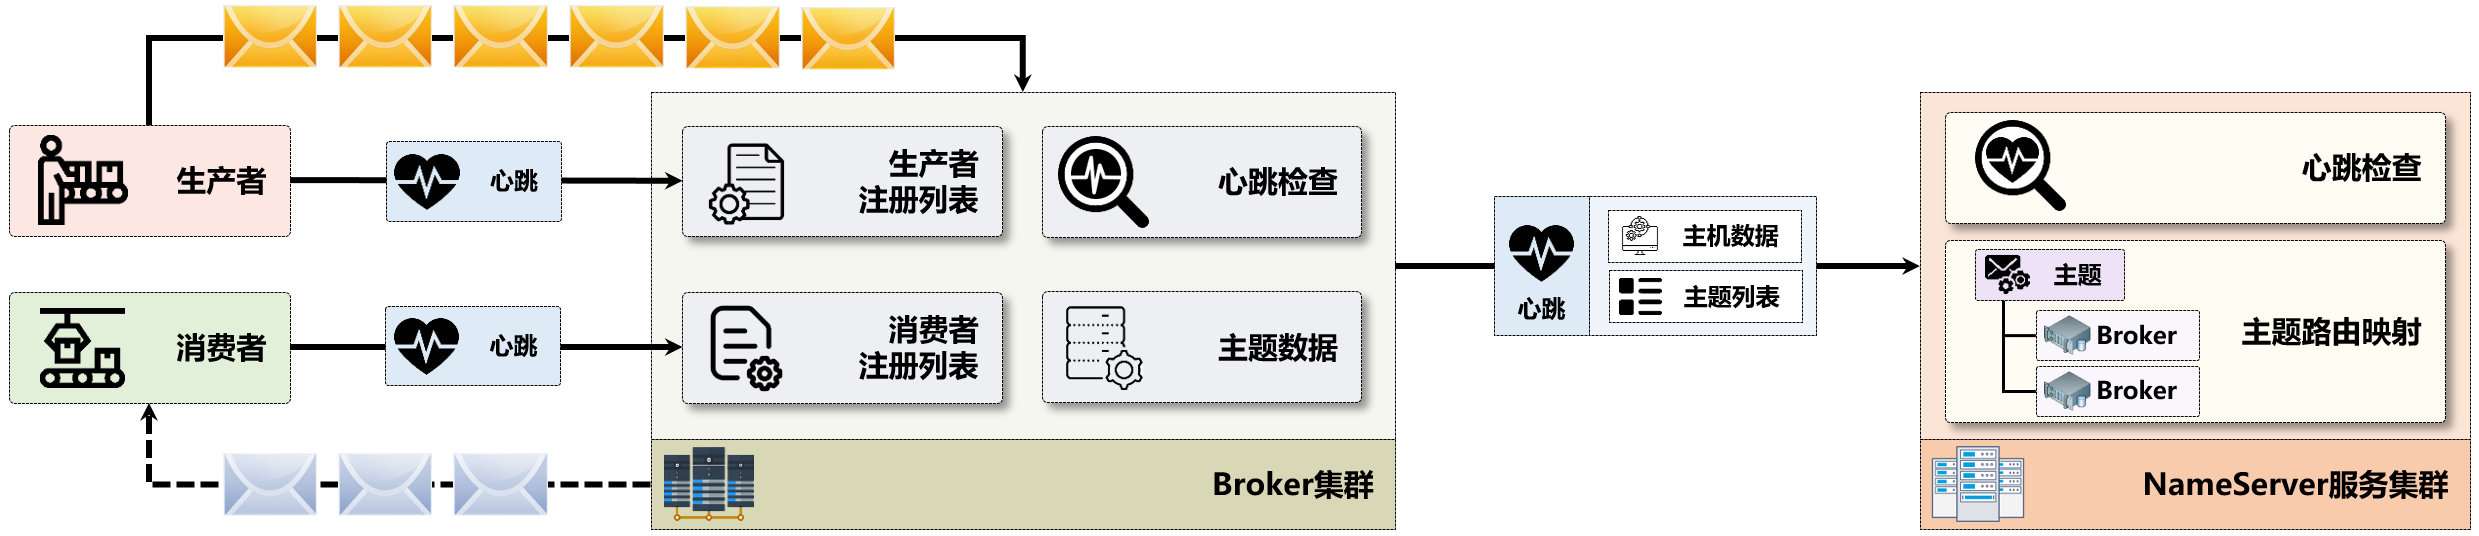 生产者
心跳
生产者
注册列表
心跳检查
消费者
心跳
消费者
注册列表
主题数据
Broker集群
心跳
主机数据
主题列表
心跳检查
主题
Broker
Broker
主题路由映射
NameServer服务集群